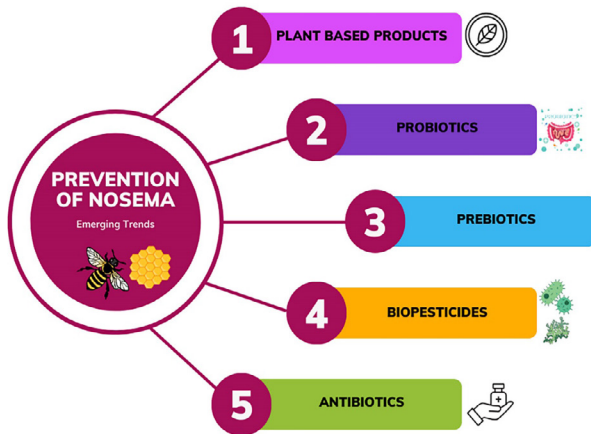 PREVENTION
OF NOSEMA
Emerging Trends
1
PLANT BASED PRODUCTS
2
PROBIOTICS
3
PREBIOTICS
4
BIOPESTICIDES
5
ANTIBIOTICS